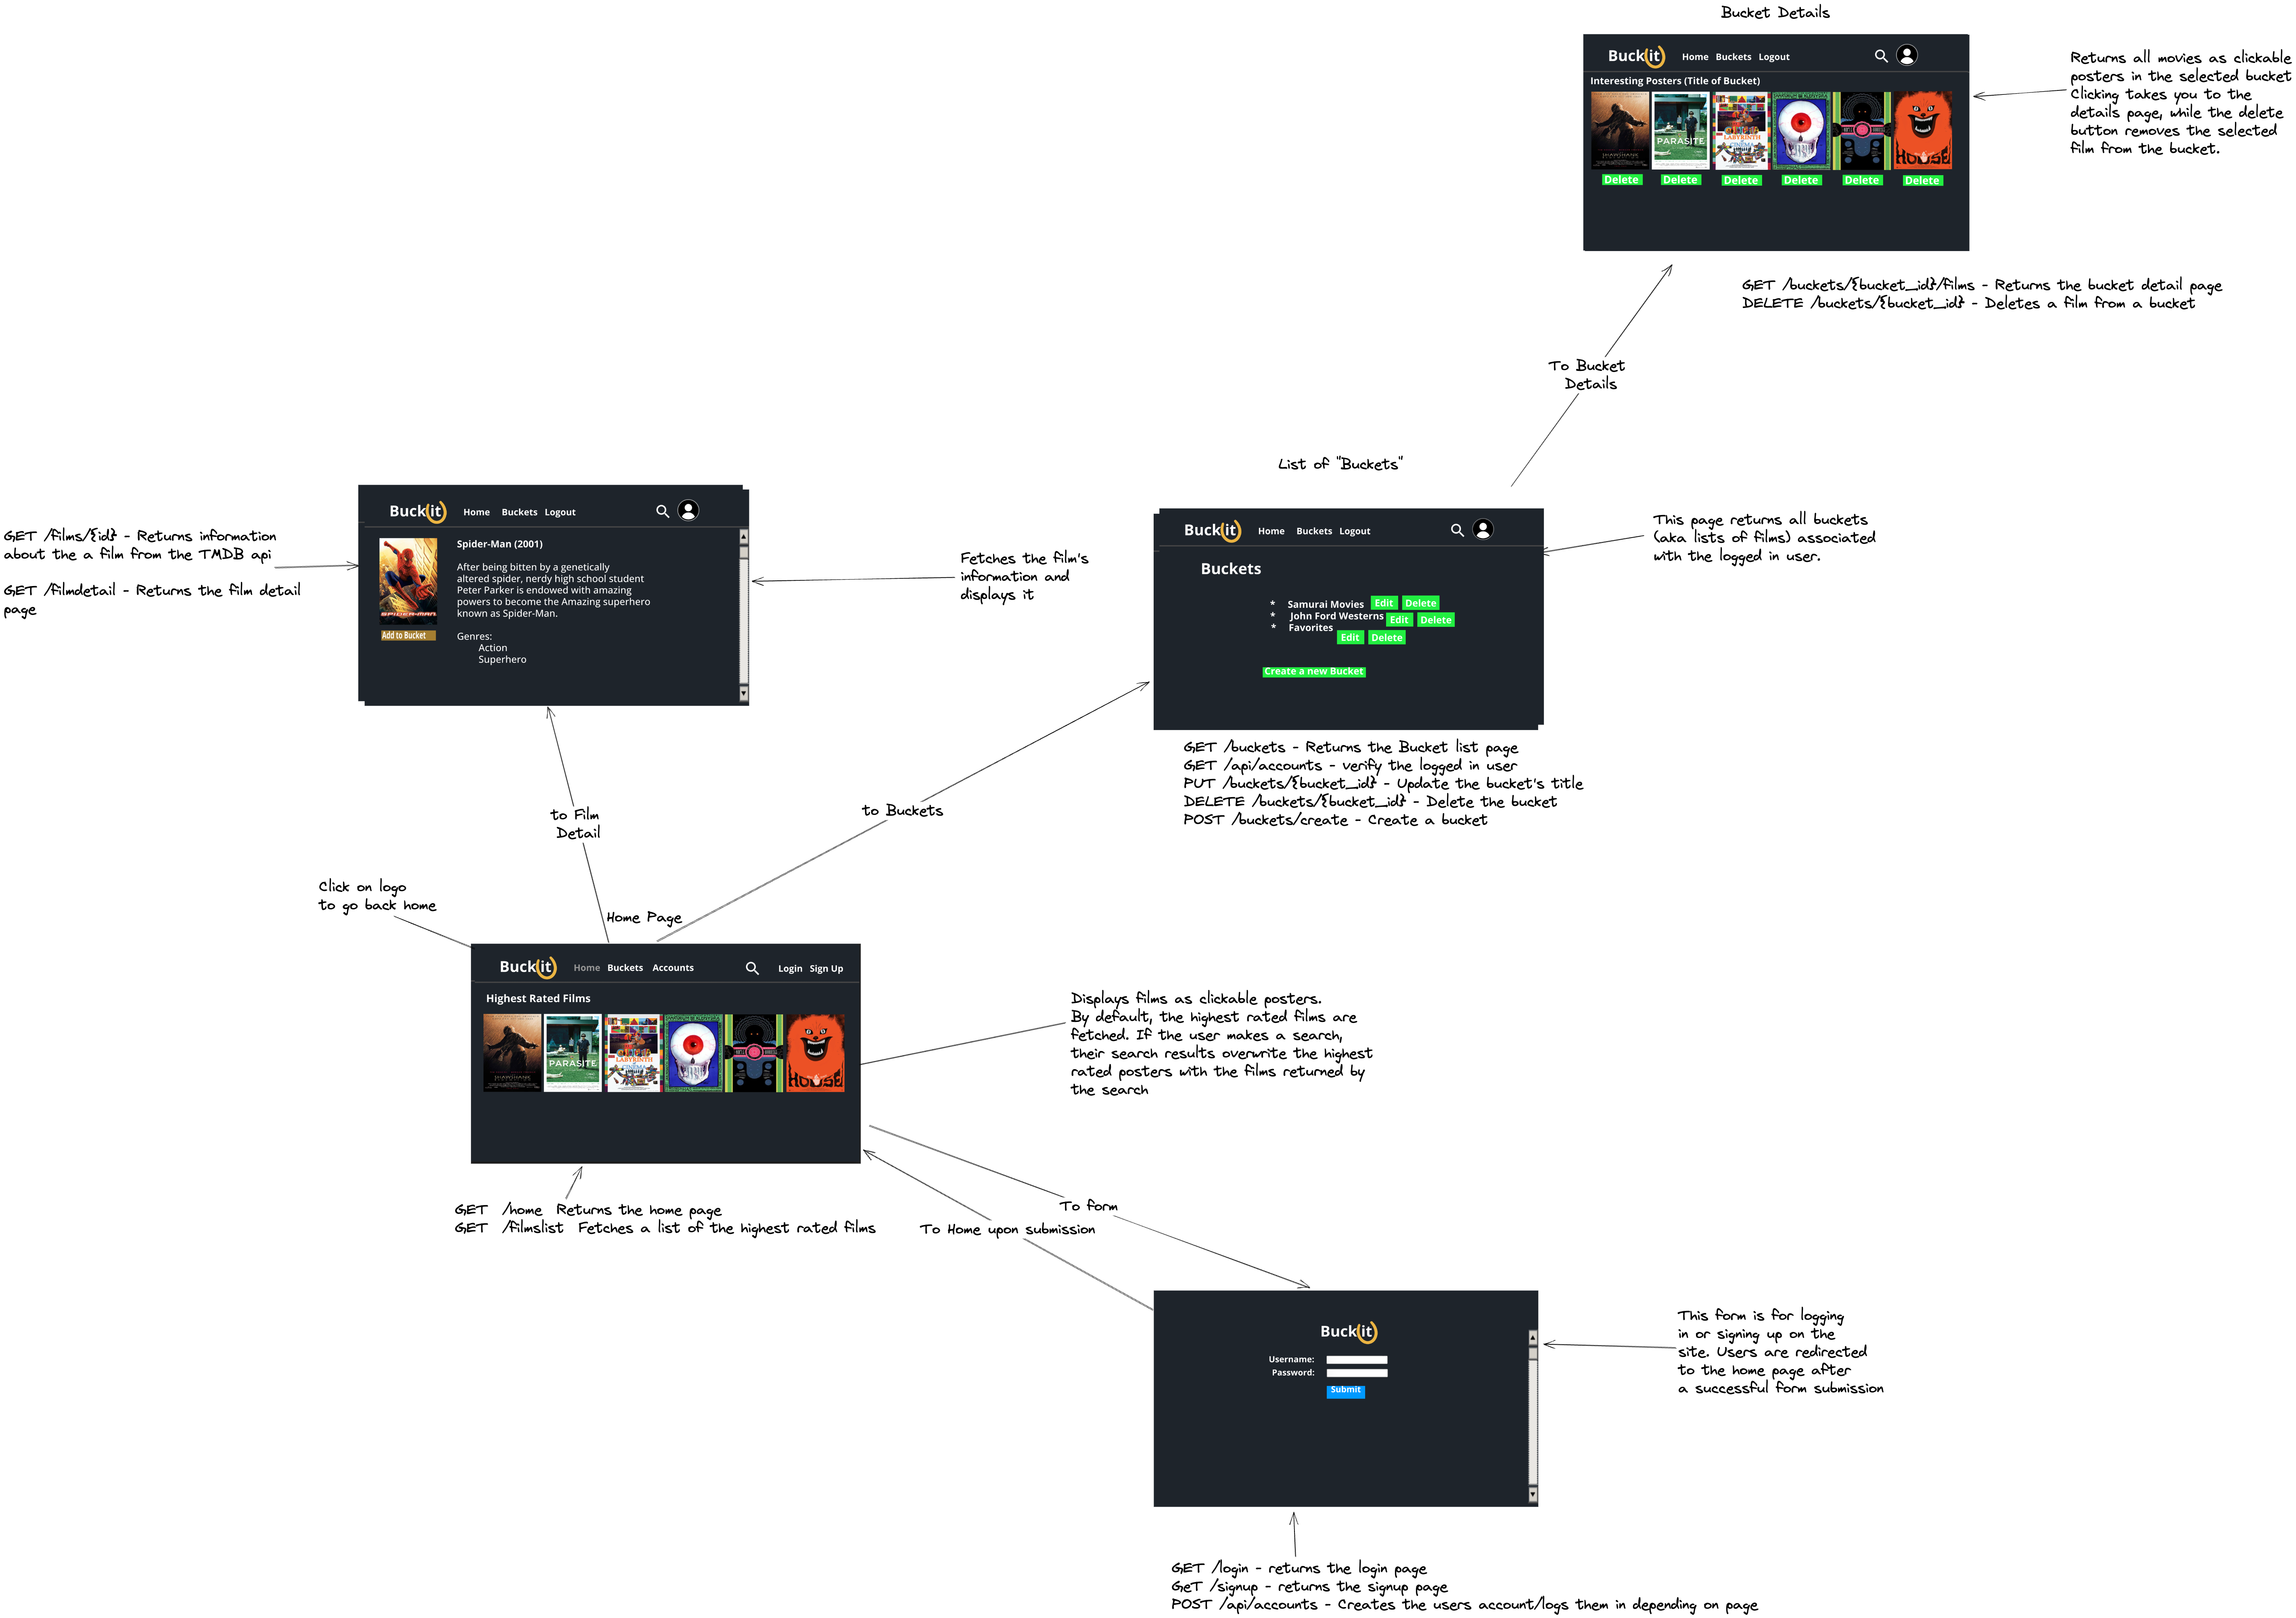 Bucket Details
Buck(it)
Home Buckets Logout
Interesting Posters (Title of Bucket)
PARASITE
LABYRINTH
CINEMA
HOUSE
Delete Delete Delete Delete Delete Delete
Returns all movies as clickable
posters in the selected bucket
Clicking takes you to the
details page, while the delete
button removes the selected
film from the bucket.
GET /buckets/{bucket_id}/films - Returns the bucket detail page
DELETE /buckets/{bucket_id} - Deletes a film from a bucket
To Bucket
Details
List of "Buckets"
Buck(it)
Home Buckets Logout
Buckets
* Samurai Movies Edit Delete
* John Ford Westerns Edit Delete
* Favorites Edit Delete
Create a new Bucket
This page returns all buckets
(aka lists of films) associated
with the logged in user.
GET /buckets - Returns the Bucket list page
GET /api/accounts - verify the logged in user
PUT /buckets/{bucket_id} - Update the bucket's title
DELETE /buckets/{bucket_id} - Delete the bucket
POST /buckets/create - Create a bucket
GET /films/{id} - Returns information
about the a film from the TMDB api
GET /filmdetail - Returns the film detail
page
Buck(it)
Home Buckets Logout
SPIDER-MAN
Add to Bucket
Spider-Man (2001)
After being bitten by a genetically
altered spider, nerdy high school student
Peter Parker is endowed with amazing
powers to become the Amazing superhero
known as Spider-Man.
Genres:
Action
Superhero
Fetches the film's
information and
displays it
to Film
Detail
to Buckets
Click on logo
to go back home
Home Page
Buck(it)
Home Buckets Accounts Login Sign Up
Highest Rated Films
PARASITE
LABYRINTH
CINEMA
HOUSE
Displays films as clickable posters.
By default, the highest rated films are
fetched. If the user makes a search,
their search results overwrite the highest
rated posters with the films returned by
the search
GET /home Returns the home page
GET /filmslist Fetches a list of the highest rated films
To form
To Home upon submission
Buck(it)
Username:
Password:
Submit
This form is for logging
in or signing up on the
site. Users are redirected
to the home page after
a successful form submission
GET /login - returns the login page
GeT /signup - returns the signup page
POST /api/accounts - Creates the users account/logs them in depending on page